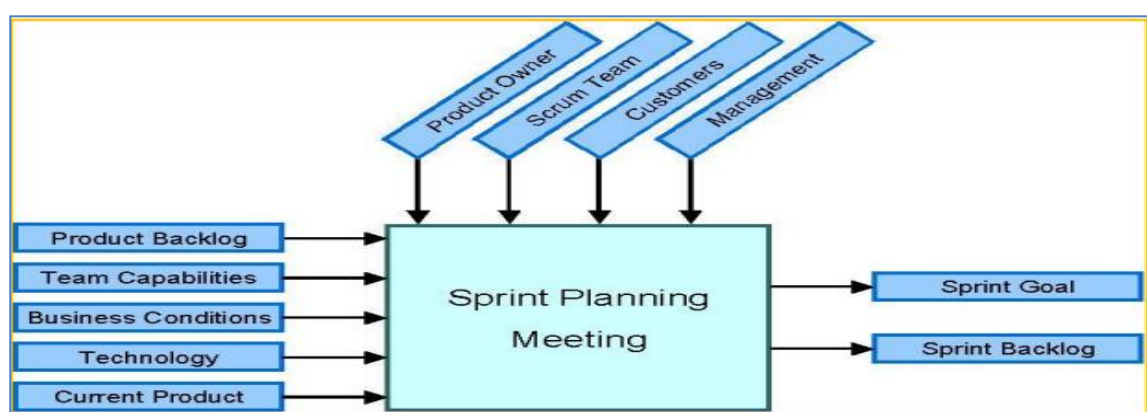 Product Owner
Scrum Team
Customers
Management
Product Backlog
Team Capabilities
Business Conditions
Technology
Current Product
Sprint Planning
Meeting
Sprint Goal
Sprint Backlog